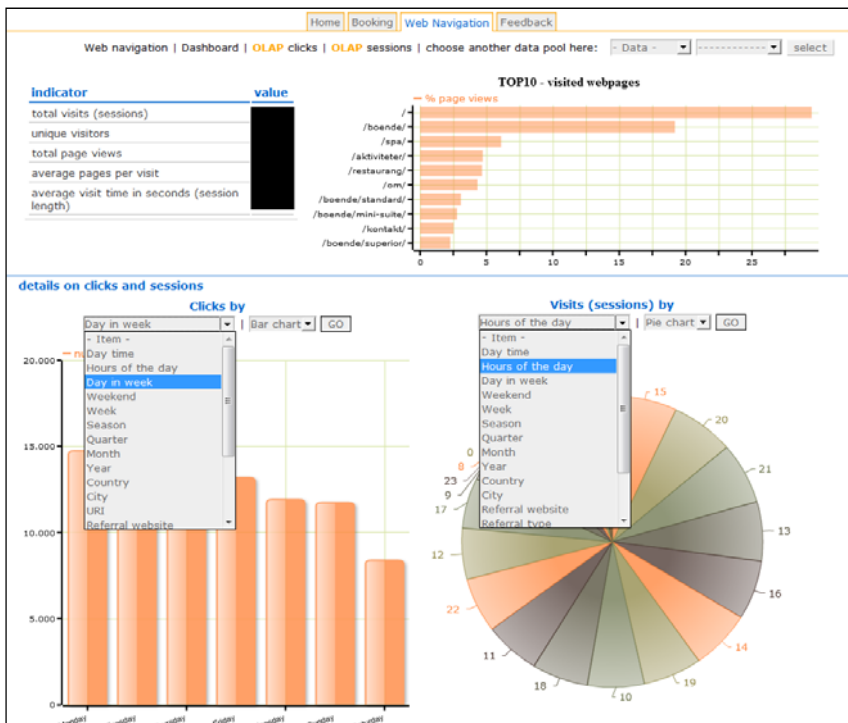 Home Booking Web Navigation Feedback
Web navigation | Dashboard | OLAP clicks | OLAP sessions | choose another data pool here: - Data - ------------- select
indicator value
total visits (sessions)
unique visitors
total page views
average pages per visit
average visit time in seconds (session
length)
TOP10 - visited webpages
% page views
/
/boende/
/spa/
/aktiviteter/
/restaurang/
/om/
/boende/standard/
/boende/mini-suite/
/kontakt/
/boende/superior/
0 5 10 15 20 25
details on clicks and sessions
Clicks by
Day in week | Bar chart GO
- Item -
Day time
Hours of the day
Day in week
Weekend
Week
Season
Quarter
Month
Year
Country
City
URI
Referral website
20.000
15.000
10.000
5.000
0
Visits (sessions) by
Hours of the day | Pie chart GO
- Item -
Day time
Hours of the day
Day in week
Weekend
Week
Season
Quarter
Month
Year
Country
City
Referral website
Referral type
15
20
21
13
16
14
19
10
18
11
22
12
17
9
23
8
0